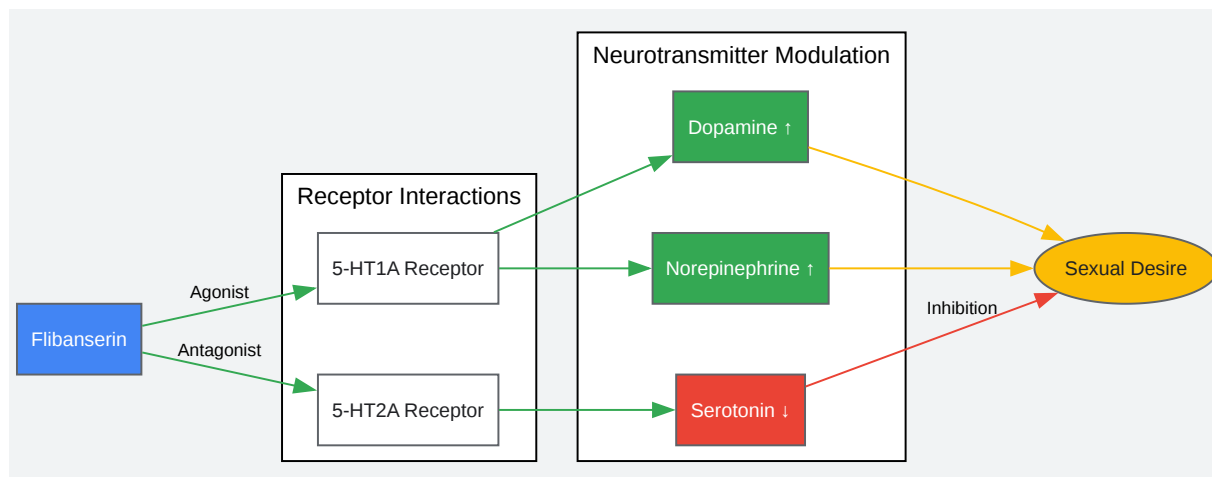 Neurotransmitter Modulation
Dopamine ↑
Receptor Interactions
5-HT1A Receptor
Norepinephrine ↑
Sexual Desire
Agonist
Inhibition
Flibanserin
Antagonist
5-HT2A Receptor
Serotonin ↓